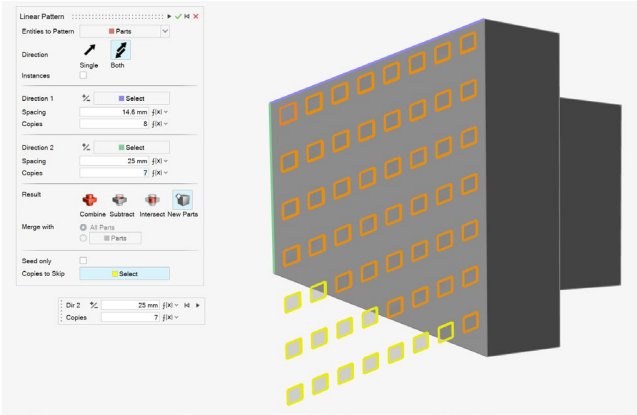 Linear Pattern
Entities to Pattern Parts
Direction
Single Both
Instances
Direction 1 Select
Spacing 14.6 mm f(x)
Copies 8 f(x)
Direction 2 Select
Spacing 25 mm f(x)
Copies 7 f(x)
Result
Combine Subtract Intersect New Parts
Merge with All Parts
Parts
Seed only
Copies to Skip Select
Dir 2 25 mm f(x)
Copies 7 f(x)